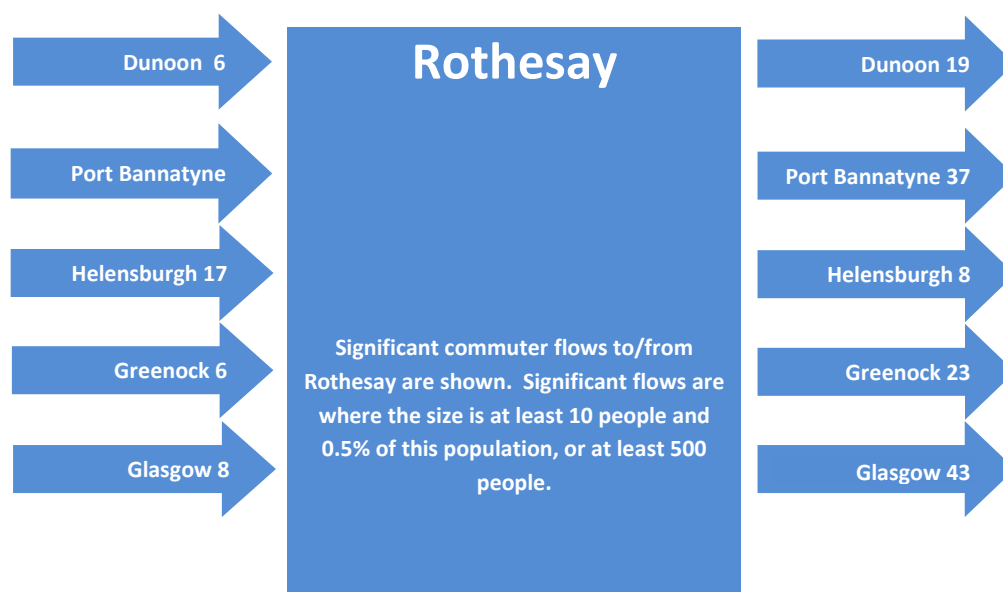 Rothesay
Dunoon 6
Port Bannatyne
Helensburgh 17
Greenock 6
Glasgow 8
Significant commuter flows to/from
Rothesay are shown. Significant flows are
where the size is at least 10 people and
0.5% of this population, or at least 500
people.
Dunoon 19
Port Bannatyne 37
Helensburgh 8
Greenock 23
Glasgow 43